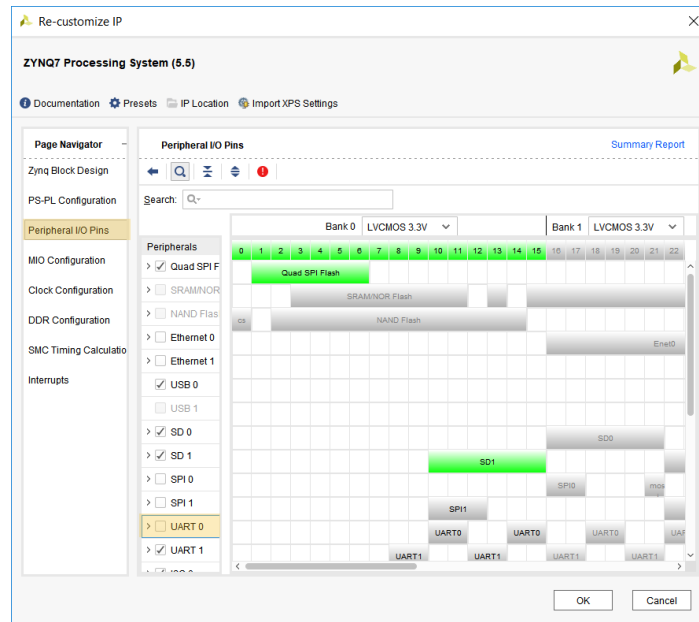 Re-customize IP
ZYNQ7 Processing System (5.5)
Documentation Presets IP Location Import XPS Settings
Page Navigator
Zynq Block Design
PS-PL Configuration
Peripheral I/O Pins
MIO Configuration
Clock Configuration
DDR Configuration
SMC Timing Calculatio
Interrupts
Peripheral I/O Pins Summary Report
Search:
Bank 0 LVCMOS 3.3V Bank 1 LVCMOS 3.3V
Peripherals 0 1 2 3 4 5 6 7 8 9 10 11 12 13 14 15 16 17 18 19 20 21 22
Quad SPI F Quad SPI Flash
SRAM/NOR SRAM/NOR Flash
NAND Flas cs NAND Flash
Ethernet 0 Enet0
Ethernet 1
USB 0
USB 1
SD 0 SD0
SD 1 SD1
SPI 0 SPI0 mos
SPI 1 SPI1
UART 0 UART0 UART0 UART0 UAR
UART 1 UART1 UART1 UART1 UART1
OK Cancel